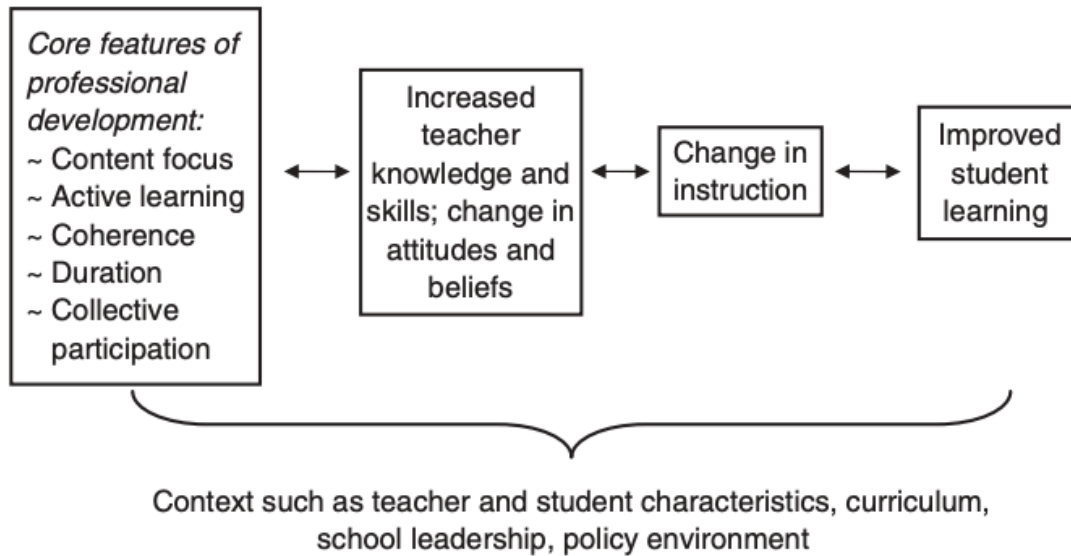 Core features of
professional
development:
~ Content focus
~ Active learning
~ Coherence
~ Duration
~ Collective
participation
Increased
teacher
knowledge and
skills; change in
attitudes and
beliefs
Change in
instruction
Improved
student
learning
Context such as teacher and student characteristics, curriculum,
school leadership, policy environment